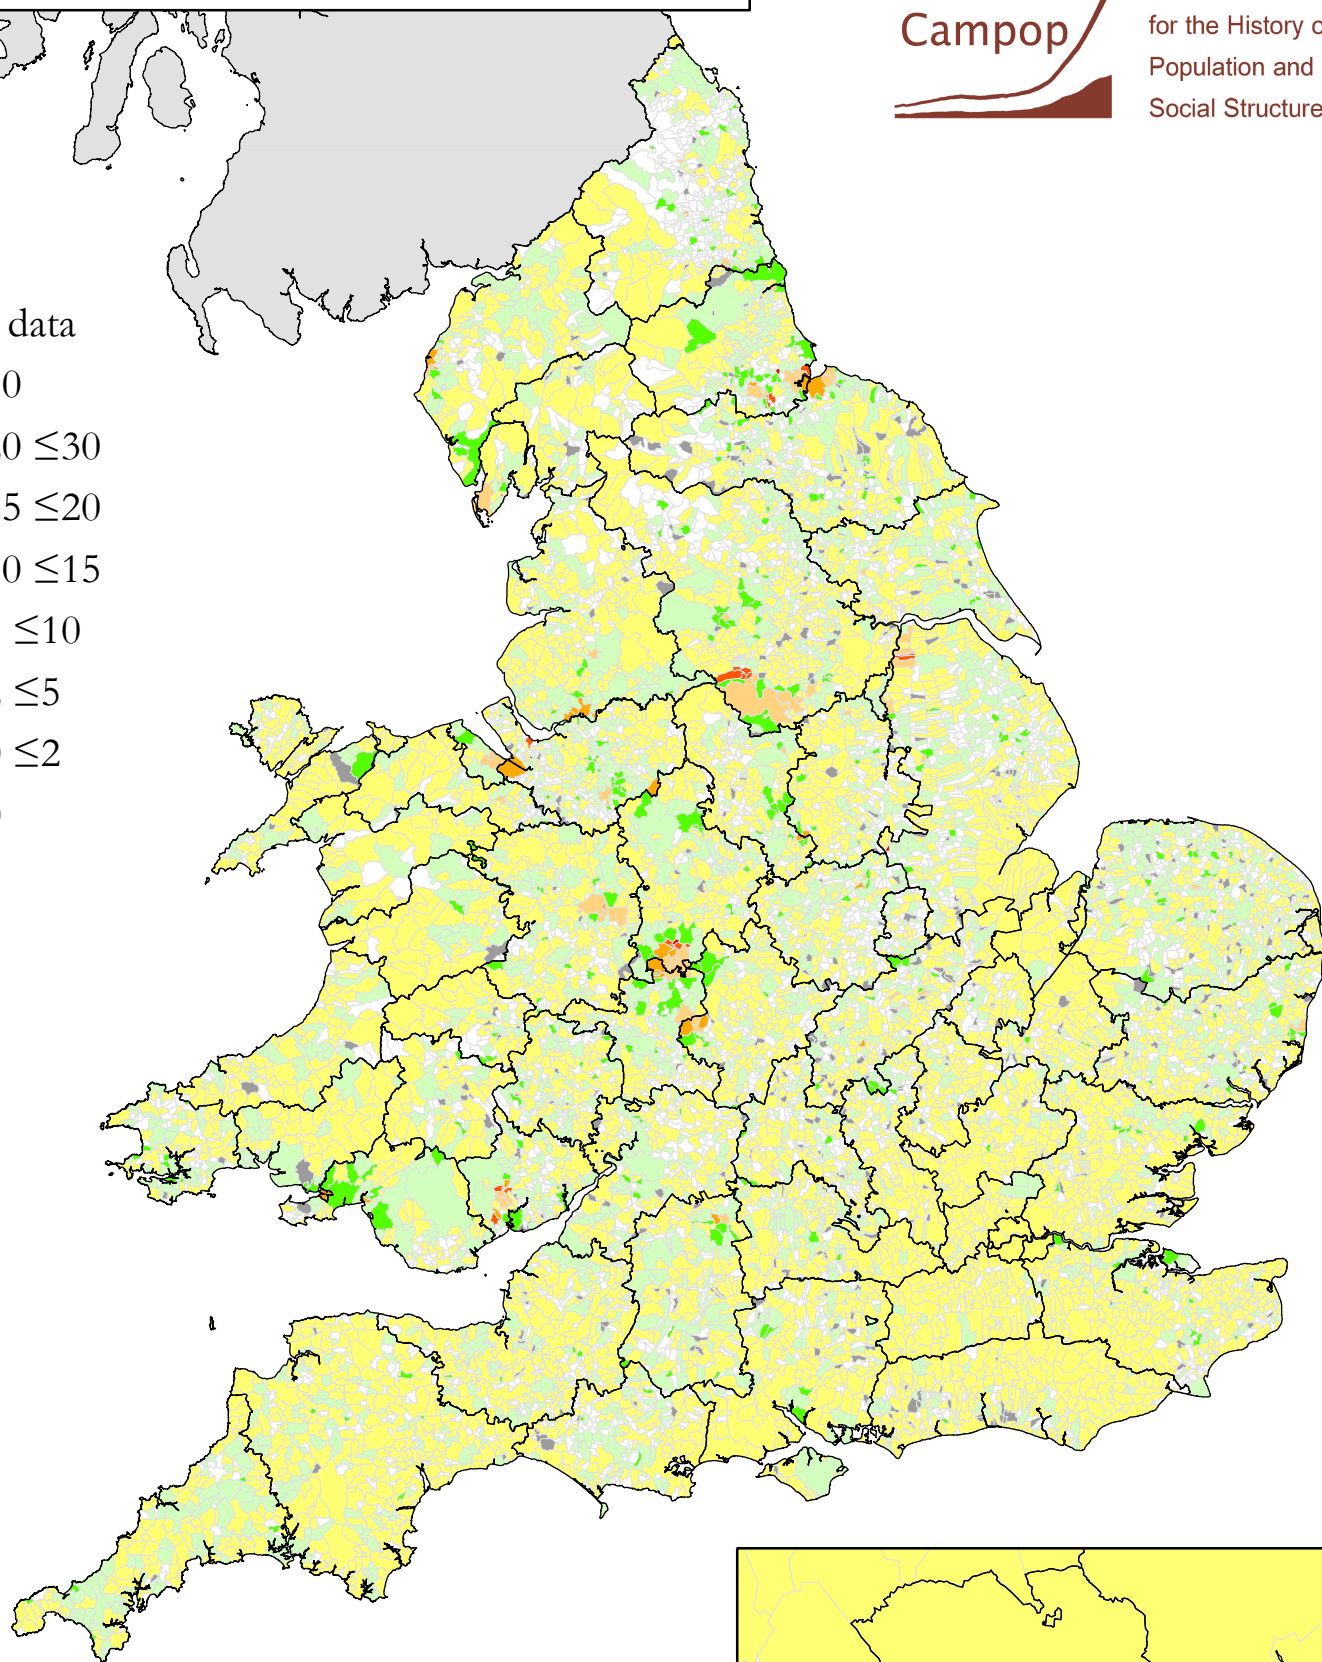 Campop
for the History o
Population and
Social Structure
data
0
0 ≤30
5 ≤20
0 ≤15
≤10
≤5
≤2